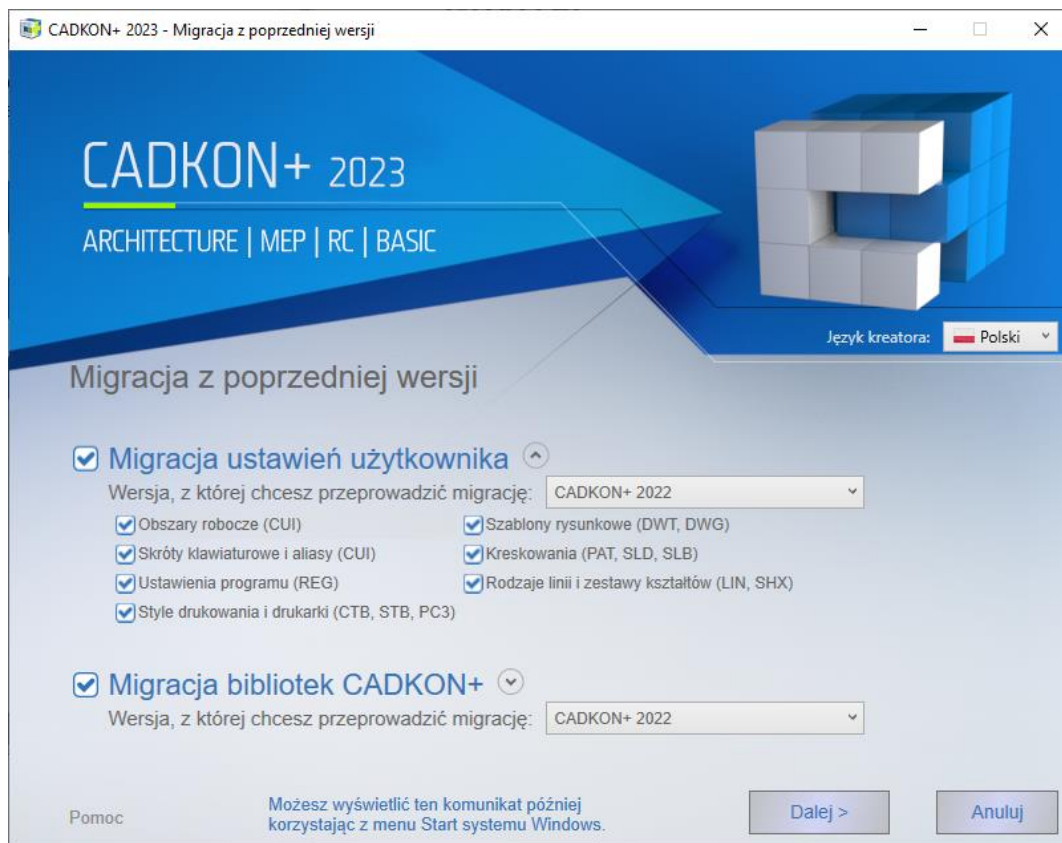 CADKON+ 2023 - Migracja z poprzedniej wersji
CADKON+ 2023
ARCHITECTURE | MEP | RC | BASIC
Język kreatora: Polski
Migracja z poprzedniej wersji
Migracja ustawień użytkownika
Wersja, z której chcesz przeprowadzić migrację: CADKON+ 2022
Obszary robocze (CUI) Szablony rysunkowe (DWT, DWG)
Skróty klawiaturowe i aliasy (CUI) Kreskowania (PAT, SLD, SLB)
Ustawienia programu (REG) Rodzaje linii i zestawy kształtów (LIN, SHX)
Style drukowania i drukarki (CTB, STB, PC3)
Migracja bibliotek CADKON+
Wersja, z której chcesz przeprowadzić migrację: CADKON+ 2022
Pomoc
Możesz wyświetlić ten komunikat później
korzystając z menu Start systemu Windows.
Dalej > Anuluj